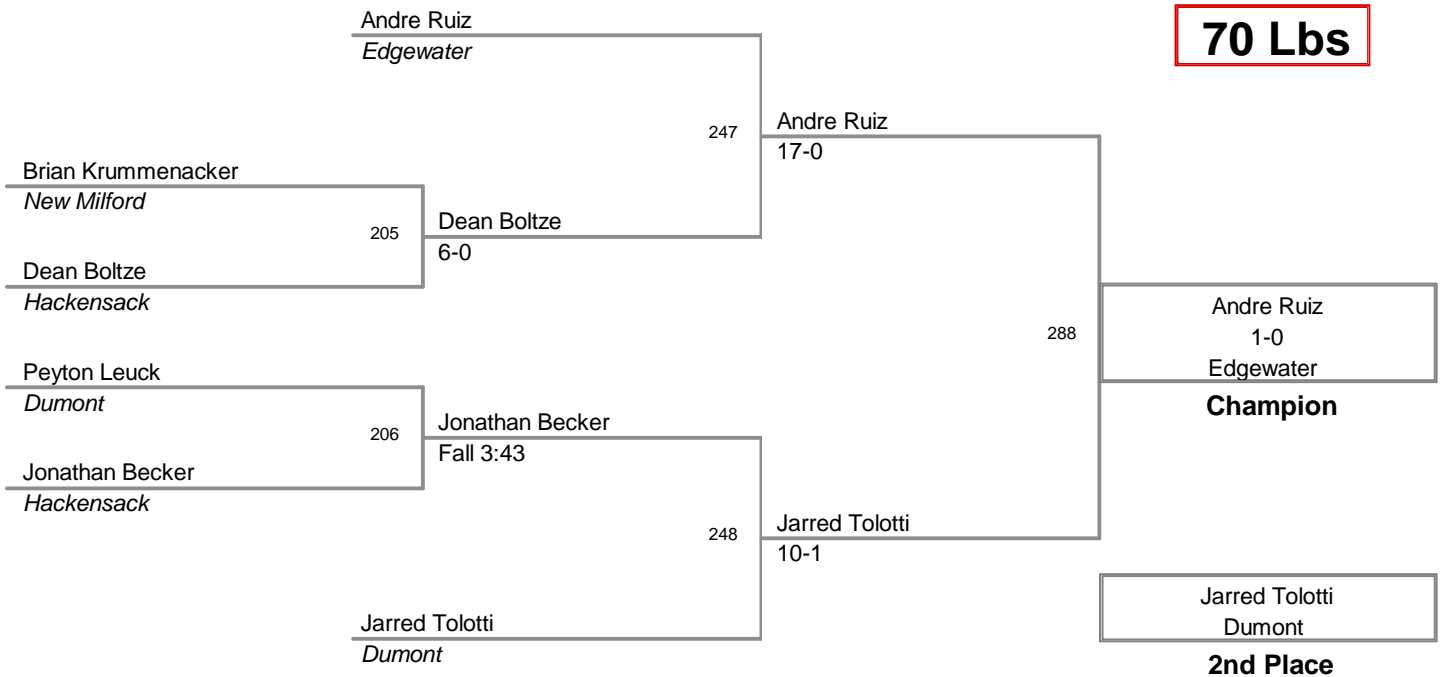 Andre Ruiz
Edgewater
70 Lbs
247
Andre Ruiz
17-0
Brian Krummenacker
New Milford
205
Dean Boltze
6-0
Dean Boltze
Hackensack
288
Andre Ruiz
1-0
Edgewater
Champion
Peyton Leuck
Dumont
206
Jonathan Becker
Fall 3:43
Jonathan Becker
Hackensack
248
Jarred Tolotti
10-1
Jarred Tolotti
Dumont
Jarred Tolotti
Dumont
2nd Place